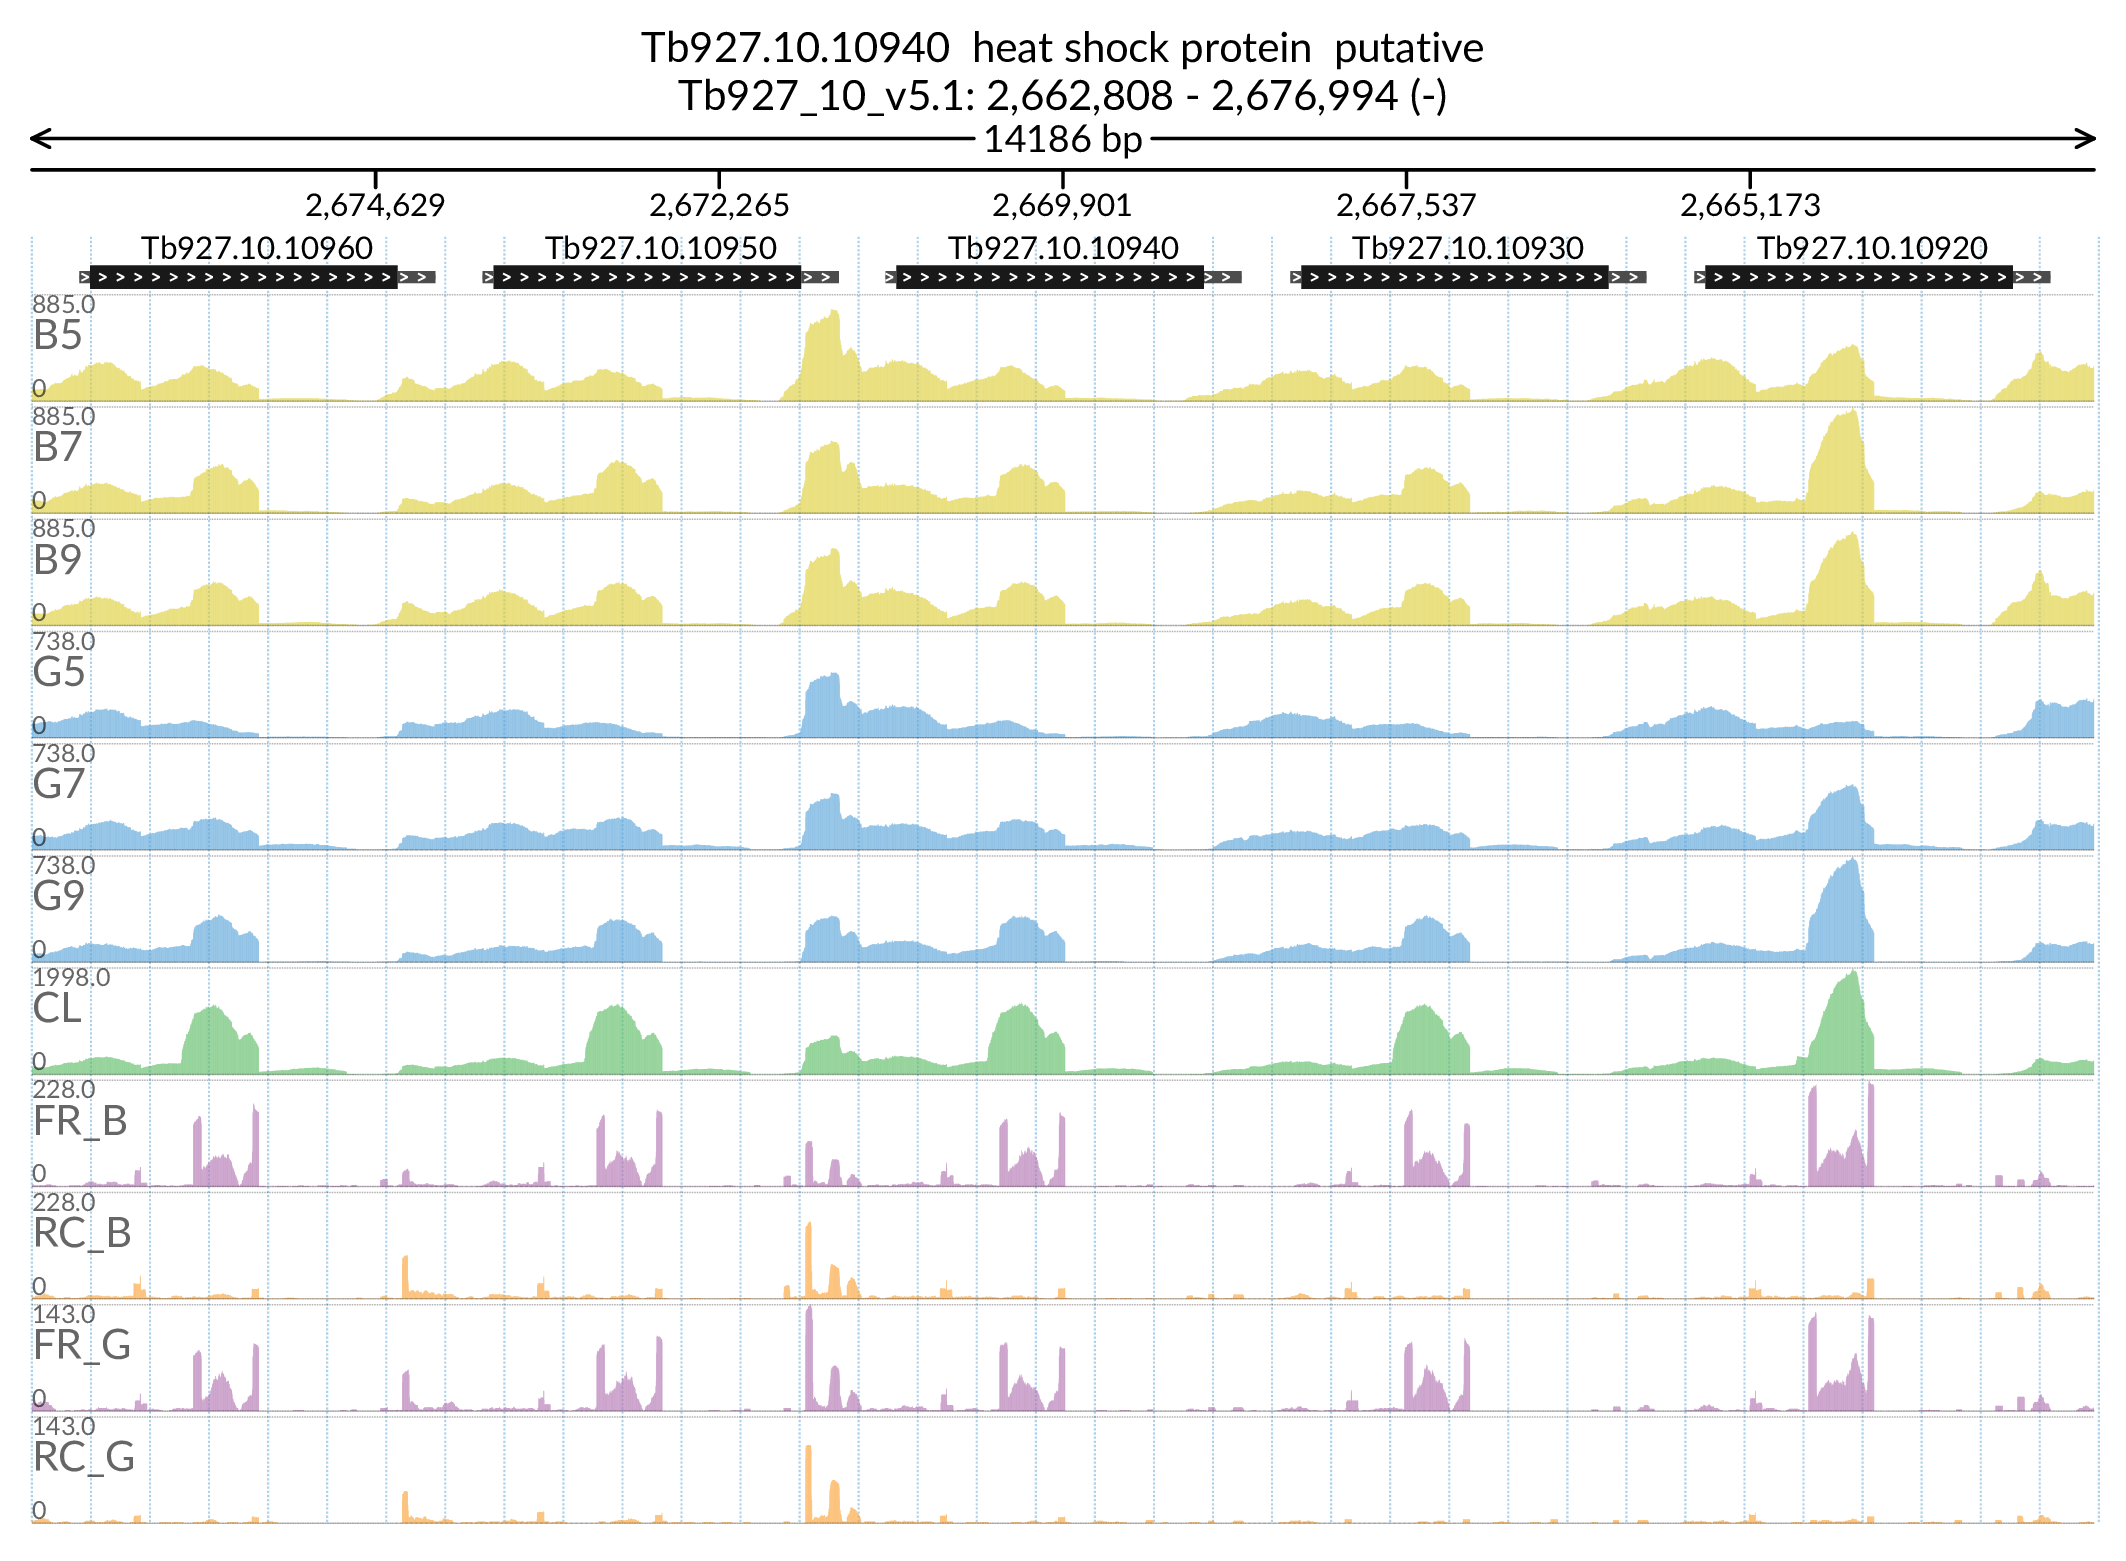 Tb927.10.10940  heat shock protein  putative
Tb927_10_v5.1: 2,662,808 - 2,676,994 (-)
14186 bp
2,674,629 2,672,265 2,669,901 2,667,537 2,665,173
Tb927.10.10960 Tb927.10.10950 Tb927.10.10940 Tb927.10.10930 Tb927.10.10920
885.0
B5
0
885.0
B7
0
885.0
B9
0
738.0
G5
0
738.0
G7
0
738.0
G9
0
1998.0
CL
0
228.0
FR_B
0
228.0
RC_B
0
143.0
FR_G
0
143.0
RC_G
0